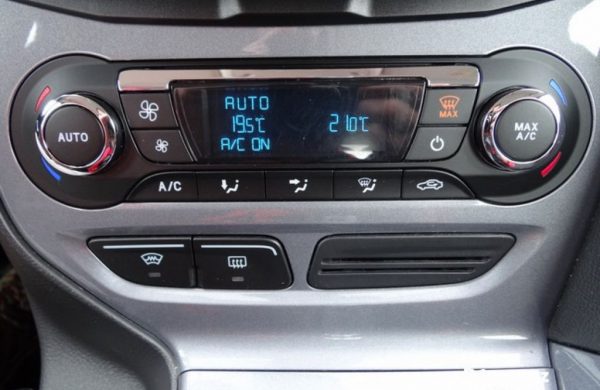 AUTO
19.5°C 21.0°C
A/C ON
AUTO
MAX
MAX
A/C
A/C